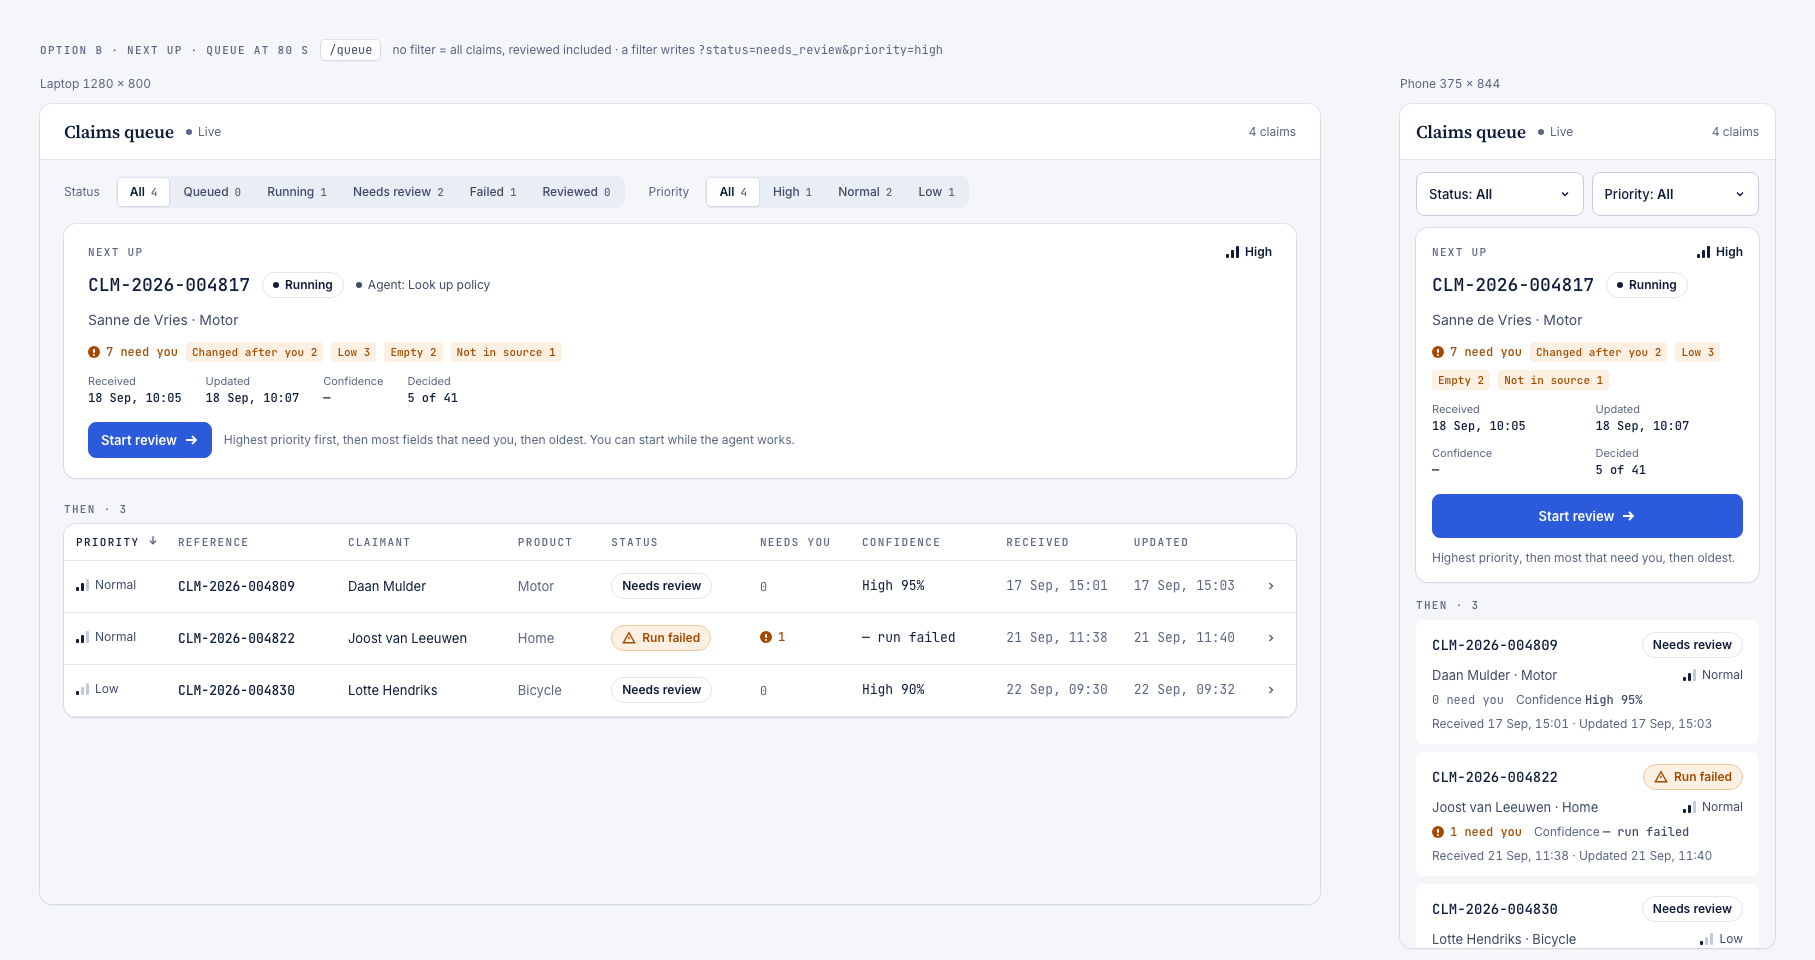 OPTION B · NEXT UP · QUEUE AT 80 S /queue no filter = all claims, reviewed included · a filter writes ?status=needs_review&priority=high
Laptop 1280 × 800
Claims queue • Live 4 claims
Status All 4 Queued 0 Running 1 Needs review 2 Failed 1 Reviewed 0 Priority All 4 High 1 Normal 2 Low 1
NEXT UP High
CLM-2026-004817 Running Agent: Look up policy
Sanne de Vries · Motor
7 need you Changed after you 2 Low 3 Empty 2 Not in source 1
Received Updated Confidence Decided
18 Sep, 10:05 18 Sep, 10:07 — 5 of 41
Start review → Highest priority first, then most fields that need you, then oldest. You can start while the agent works.
THEN · 3
PRIORITY ↓ REFERENCE CLAIMANT PRODUCT STATUS NEEDS YOU CONFIDENCE RECEIVED UPDATED
Normal CLM-2026-004809 Daan Mulder Motor Needs review 0 High 95% 17 Sep, 15:01 17 Sep, 15:03 ›
Normal CLM-2026-004822 Joost van Leeuwen Home Run failed 1 — run failed 21 Sep, 11:38 21 Sep, 11:40 ›
Low CLM-2026-004830 Lotte Hendriks Bicycle Needs review 0 High 90% 22 Sep, 09:30 22 Sep, 09:32 ›
Phone 375 × 844
Claims queue • Live 4 claims
Status: All Priority: All
NEXT UP High
CLM-2026-004817 Running
Sanne de Vries · Motor
7 need you Changed after you 2 Low 3
Empty 2 Not in source 1
Received Updated
18 Sep, 10:05 18 Sep, 10:07
Confidence Decided
— 5 of 41
Start review →
Highest priority, then most that need you, then oldest.
THEN · 3
CLM-2026-004809 Needs review
Daan Mulder · Motor Normal
0 need you Confidence High 95%
Received 17 Sep, 15:01 · Updated 17 Sep, 15:03
CLM-2026-004822 Run failed
Joost van Leeuwen · Home Normal
1 need you Confidence — run failed
Received 21 Sep, 11:38 · Updated 21 Sep, 11:40
CLM-2026-004830 Needs review
Lotte Hendriks · Bicycle Low